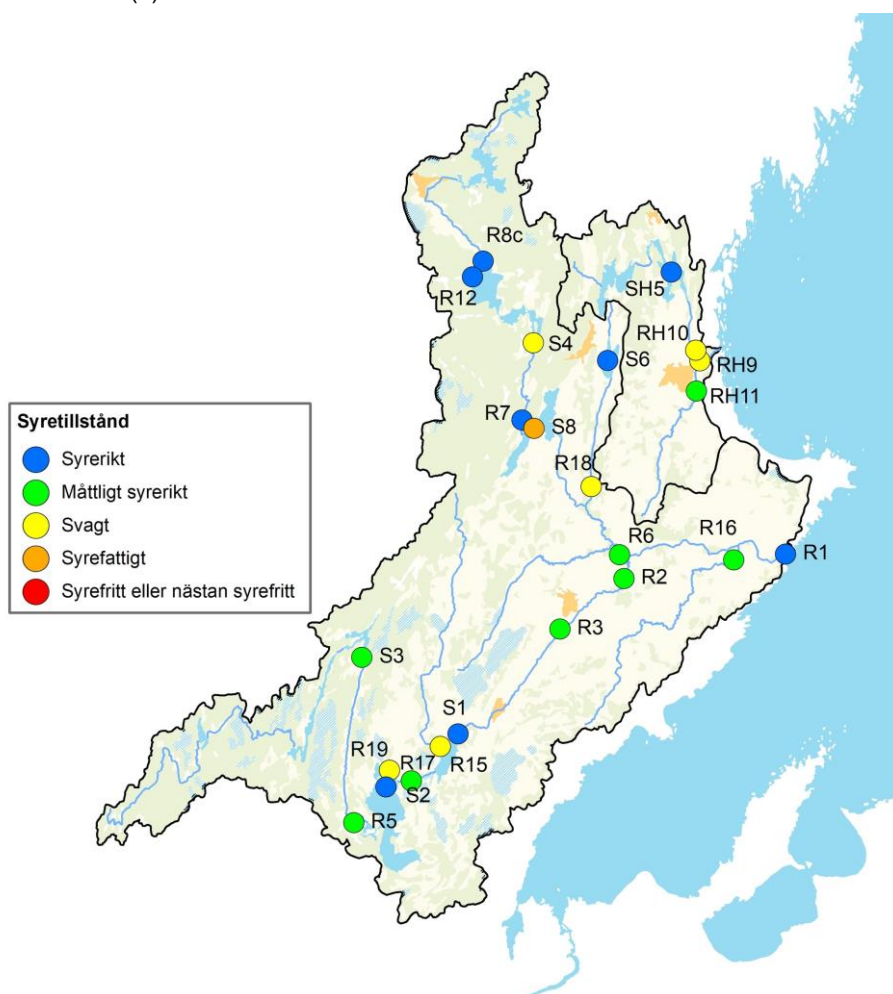 R8c
R12
SH5
RH10
S4
S6
RH9
RH11
Syretillstånd
Syrerikt
Måttligt syrerikt
Svagt
Syrefattigt
Syrefritt eller nästan syrefritt
R7
S8
R18
R6
R16
R1
R2
R3
S3
S1
R19
R17
R15
S2
R5